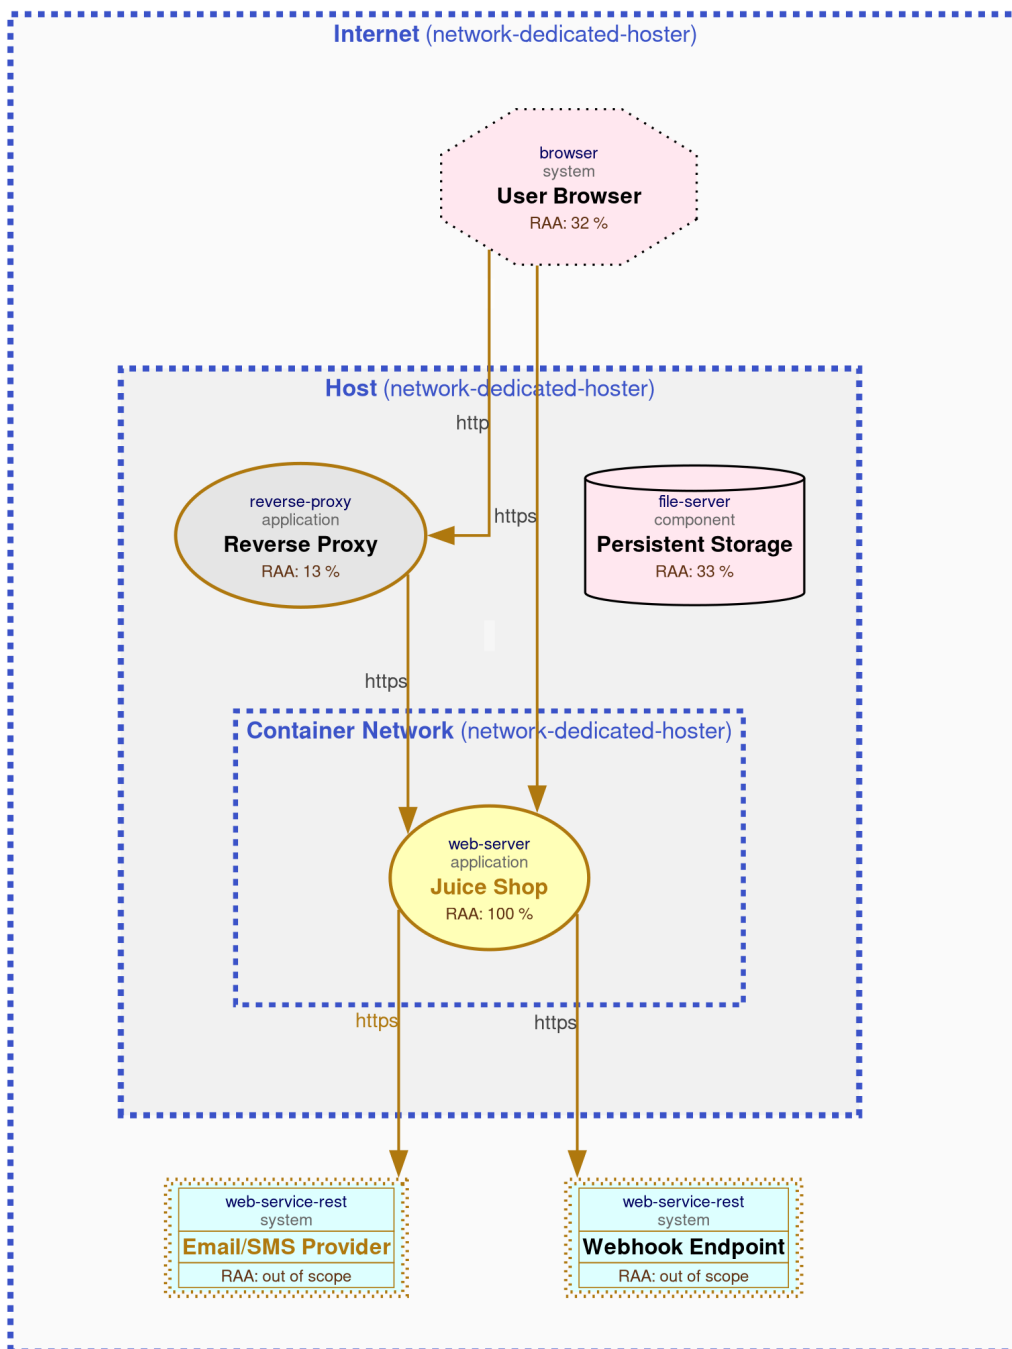 Internet (network-dedicated-hoster)
browser
system
User Browser
RAA: 32 %
Host (network-dedicated-hoster)
http
https
reverse-proxy
application
Reverse Proxy
RAA: 13 %
file-server
component
Persistent Storage
RAA: 33 %
https
Container Network (network-dedicated-hoster)
web-server
application
Juice Shop
RAA: 100 %
https
https
web-service-rest
system
Email/SMS Provider
RAA: out of scope
web-service-rest
system
Webhook Endpoint
RAA: out of scope